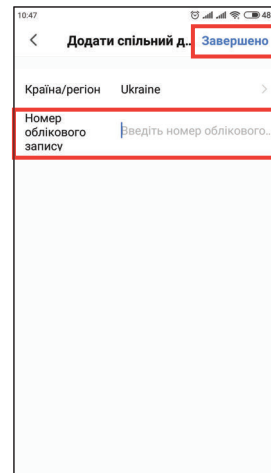 10:47 48
Додати спільний д.. Завершено
Країна/регіон Ukraine
Номер
облікового
запису
Введіть номер облікового..